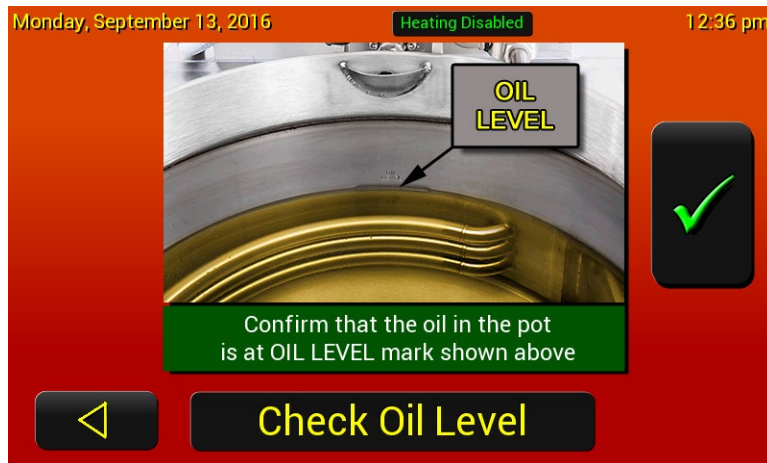 Monday, September 13, 2016
Heating Disabled
12:36 pm
OIL
LEVEL
Confirm that the oil in the pot
is at OIL LEVEL mark shown above
Check Oil Level